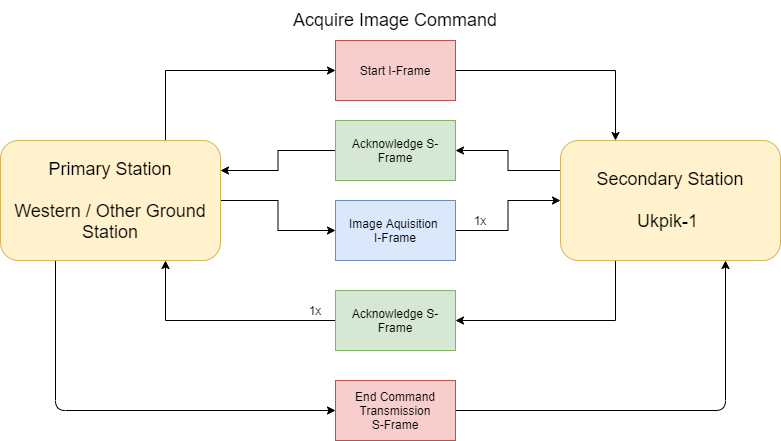 Acquire Image Command
Start I-Frame
Acknowledge S-
Frame
Primary Station
Western / Other Ground
Station
Secondary Station
Ukpik-1
Image Aquisition
I-Frame
1x
Acknowledge S-
Frame
1x
End Command
Transmission
S-Frame